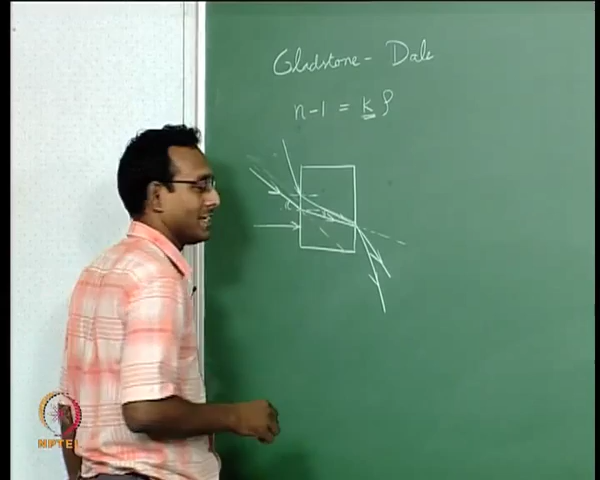 Gladstone - Dale
n-1 = k ρ
NPTEL